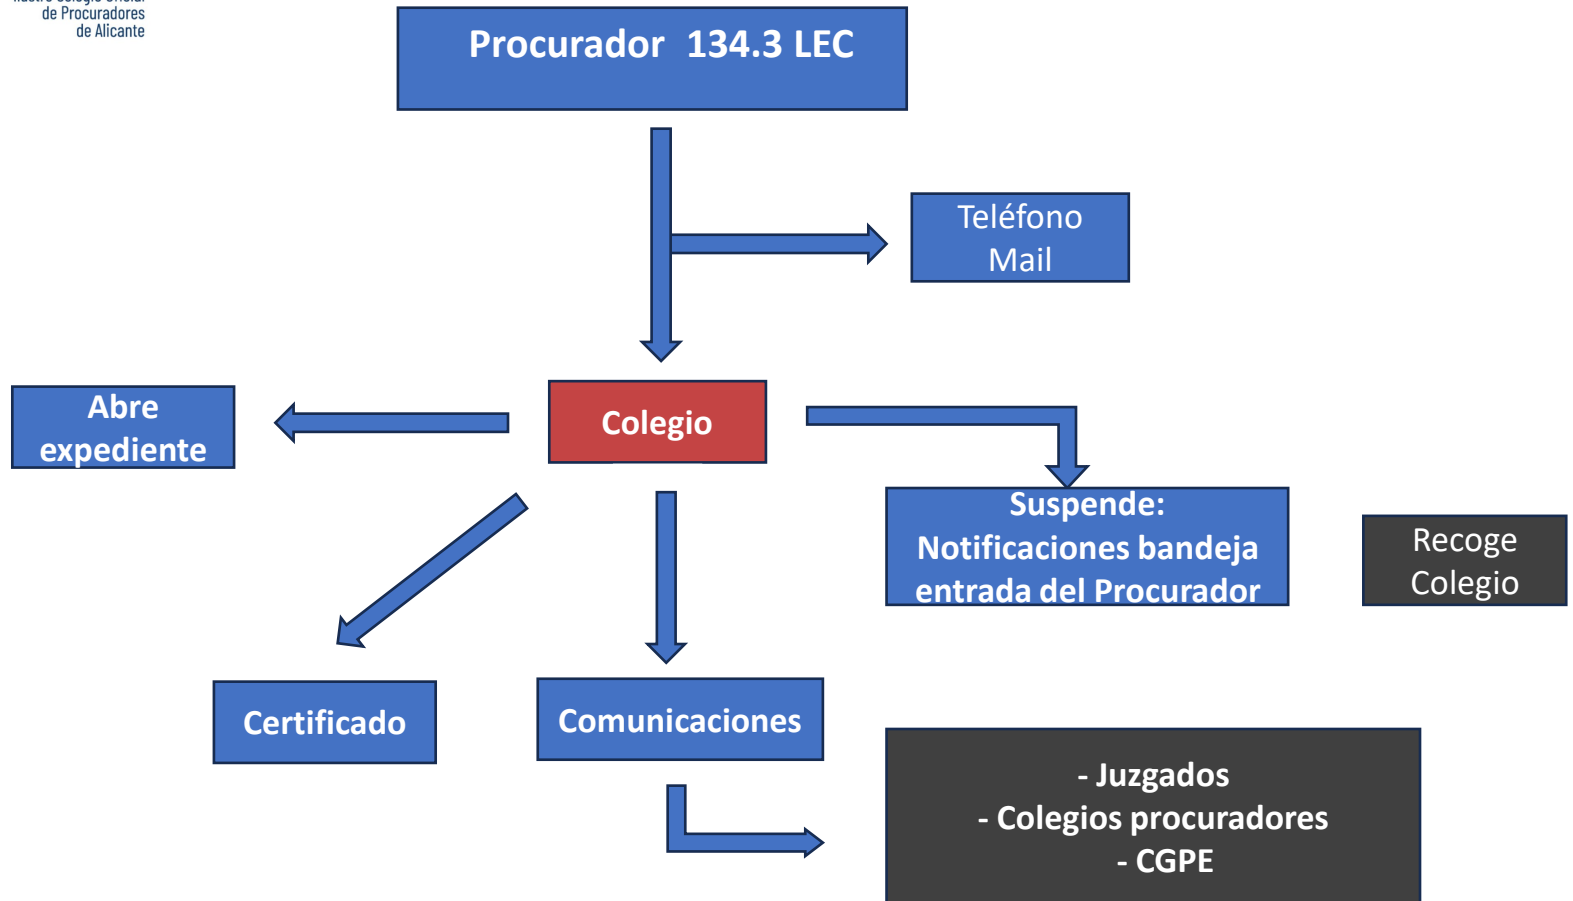 de Procuradores
de Alicante
Procurador 134.3 LEC
Teléfono
Mail
Abre
expediente
Colegio
Suspende:
Notificaciones bandeja
entrada del Procurador
Recoge
Colegio
Certificado
Comunicaciones
- Juzgados
- Colegios procuradores
- CGPE